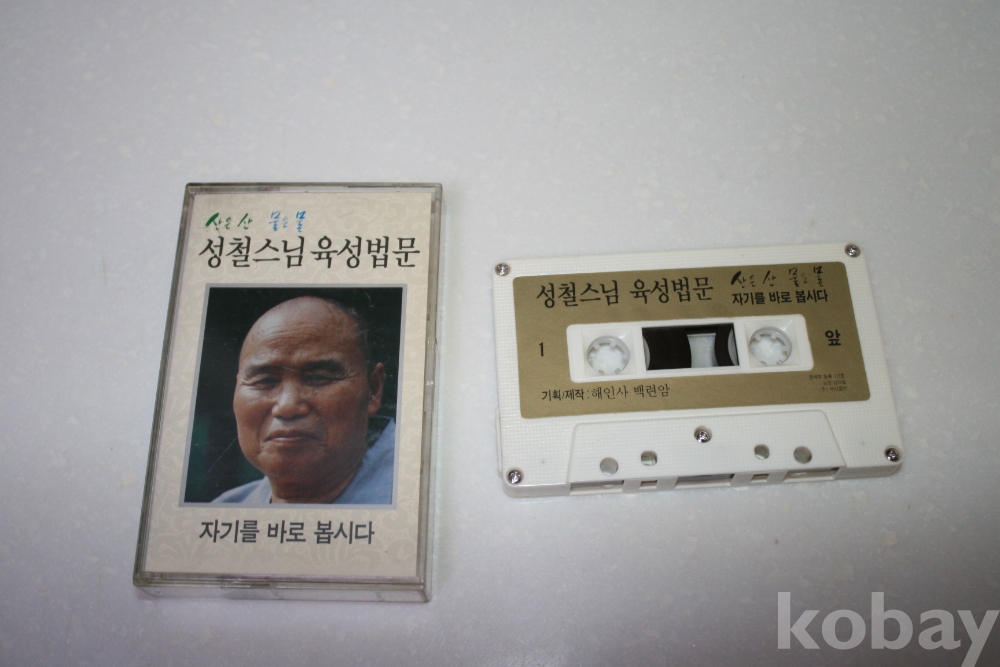 산은 산 물은 물
성철스님 육성법문
자기를 바로 봅시다
성철스님 육성법문
산은 산 물은 물
자기를 바로 봅시다
1
앞
기획/제작 : 해인사 백련암
kobay